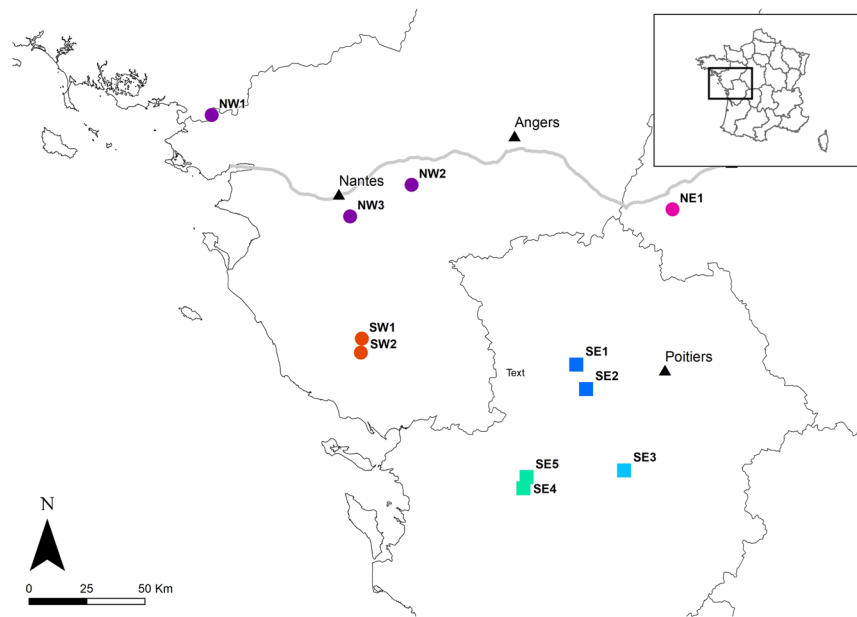 NW1
Angers
Nantes
NW2
NW3
NE1
SW1
SW2
SE1
Text
Poitiers
SE2
SE5
SE3
SE4
N
0 25 50 Km